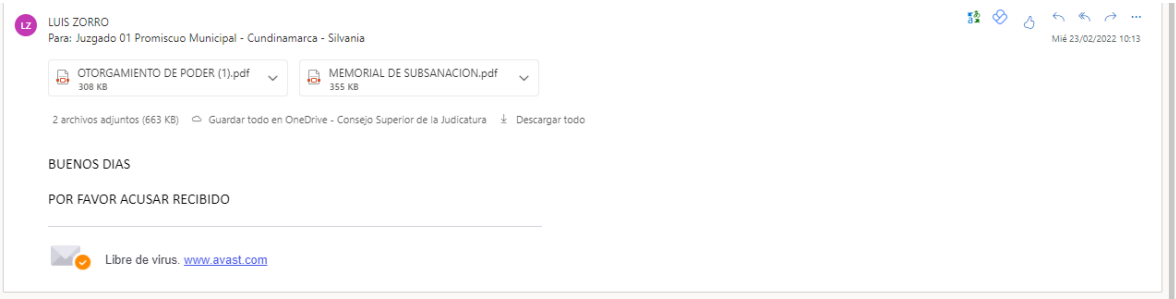 LZ
LUIS ZORRO
Para: Juzgado 01 Promiscuo Municipal - Cundinamarca - Silvania
Mié 23/02/2022 10:13
OTORGAMIENTO DE PODER (1).pdf
308 KB
MEMORIAL DE SUBSANACION.pdf
355 KB
2 archivos adjuntos (663 KB) Guardar todo en OneDrive - Consejo Superior de la Judicatura Descargar todo
BUENOS DIAS
POR FAVOR ACUSAR RECIBIDO
Libre de virus. www.avast.com